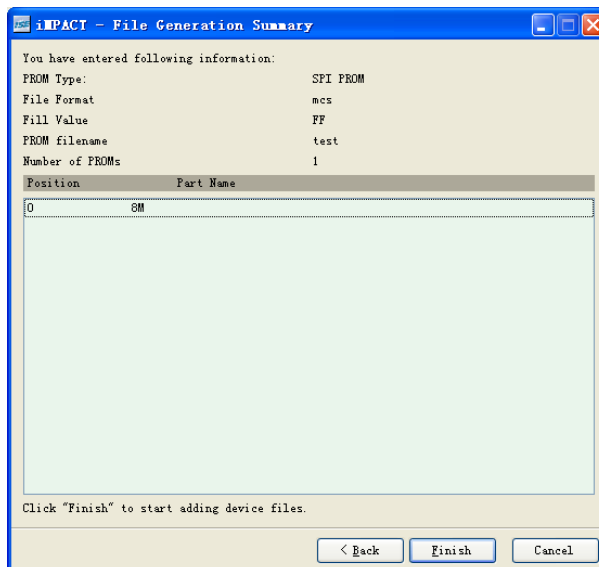 ISE iMPACT - File Generation Summary
You have entered following information:
PROM Type: SPI PROM
File Format mcs
Fill Value FF
PROM filename test
Number of PROMs 1
Position Part Name
0 8M
Click "Finish" to start adding device files.
< Back Finish Cancel